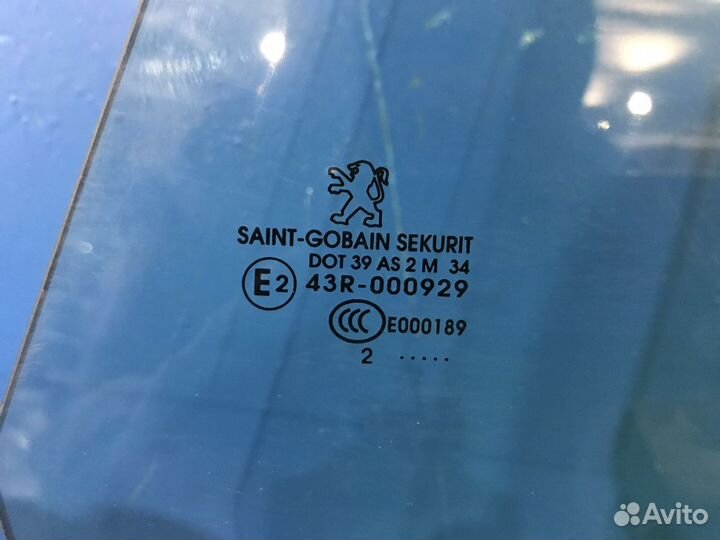 SAINT-GOBAIN SEKURIT
DOT 39 AS 2 M 34
E2 43R-000929
CCC E000189
2 .....
Avito